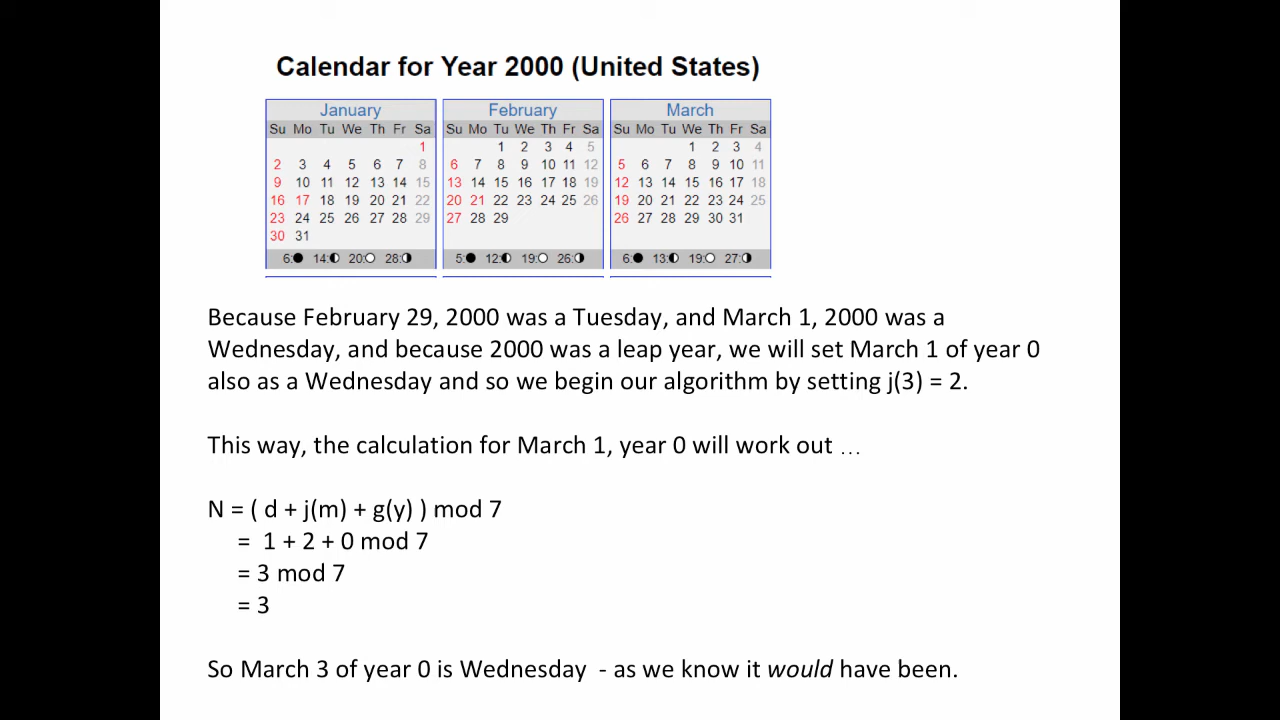 Calendar for Year 2000 (United States)
January February March
Su Mo Tu We Th Fr Sa Su Mo Tu We Th Fr Sa Su Mo Tu We Th Fr Sa
1 1 2 3 4 5 1 2 3 4
2 3 4 5 6 7 8 6 7 8 9 10 11 12 5 6 7 8 9 10 11
9 10 11 12 13 14 15 13 14 15 16 17 18 19 12 13 14 15 16 17 18
16 17 18 19 20 21 22 20 21 22 23 24 25 26 19 20 21 22 23 24 25
23 24 25 26 27 28 29 27 28 29 26 27 28 29 30 31
30 31
6:● 14:◐ 20:○ 28:◑ 5:● 12:◐ 19:○ 26:◑ 6:● 13:◐ 19:○ 27:◑
Because February 29, 2000 was a Tuesday, and March 1, 2000 was a
Wednesday, and because 2000 was a leap year, we will set March 1 of year 0
also as a Wednesday and so we begin our algorithm by setting j(3) = 2.
This way, the calculation for March 1, year 0 will work out …
N = ( d + j(m) + g(y) ) mod 7
= 1 + 2 + 0 mod 7
= 3 mod 7
= 3
So March 3 of year 0 is Wednesday - as we know it would have been.